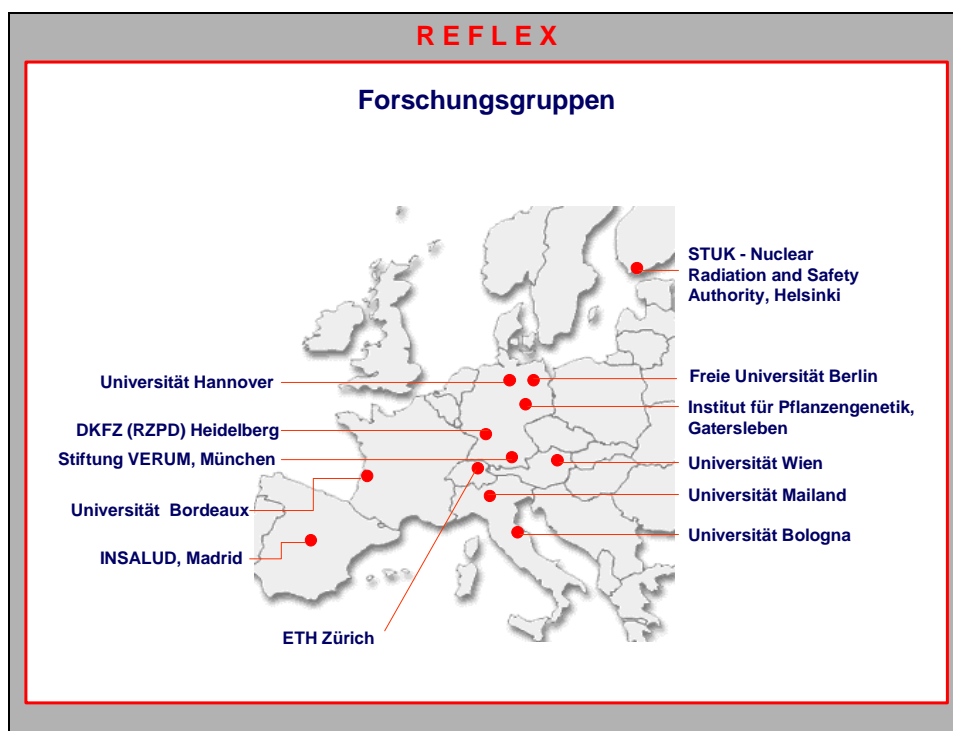 R E F L E X
Forschungsgruppen
STUK - Nuclear
Radiation and Safety
Authority, Helsinki
Universität Hannover
Freie Universität Berlin
Institut für Pflanzengenetik,
Gatersleben
DKFZ (RZPD) Heidelberg
Stiftung VERUM, München
Universität Wien
Universität Mailand
Universität Bordeaux
Universität Bologna
INSALUD, Madrid
ETH Zürich